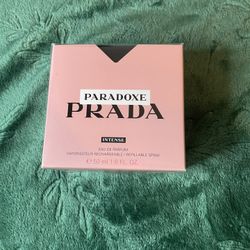 PARADOXE
PRADA
INTENSE
EAU DE PARFUM
VAPORISATEUR RECHARGEABLE / REFILLABLE SPRAY
℮ 50 ml 1.6 FL. OZ.